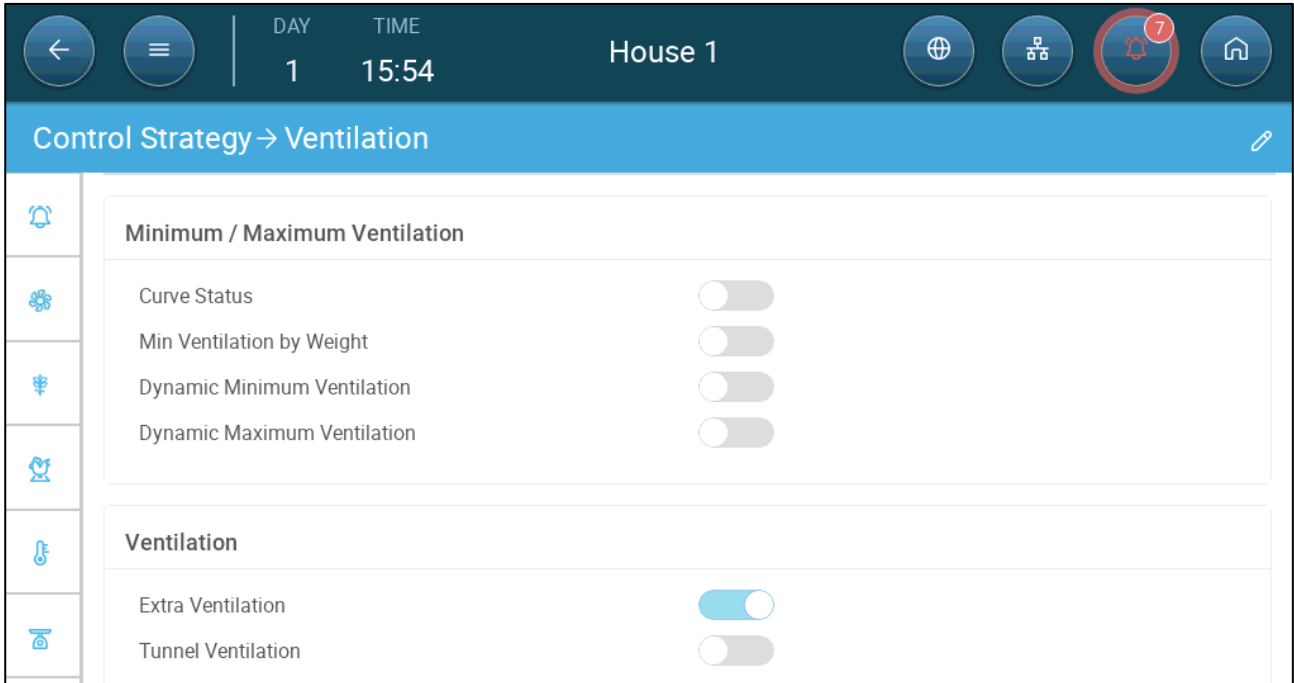 DAY TIME
1 15:54
House 1
7
Control Strategy → Ventilation
Minimum / Maximum Ventilation
Curve Status
Min Ventilation by Weight
Dynamic Minimum Ventilation
Dynamic Maximum Ventilation
Ventilation
Extra Ventilation
Tunnel Ventilation